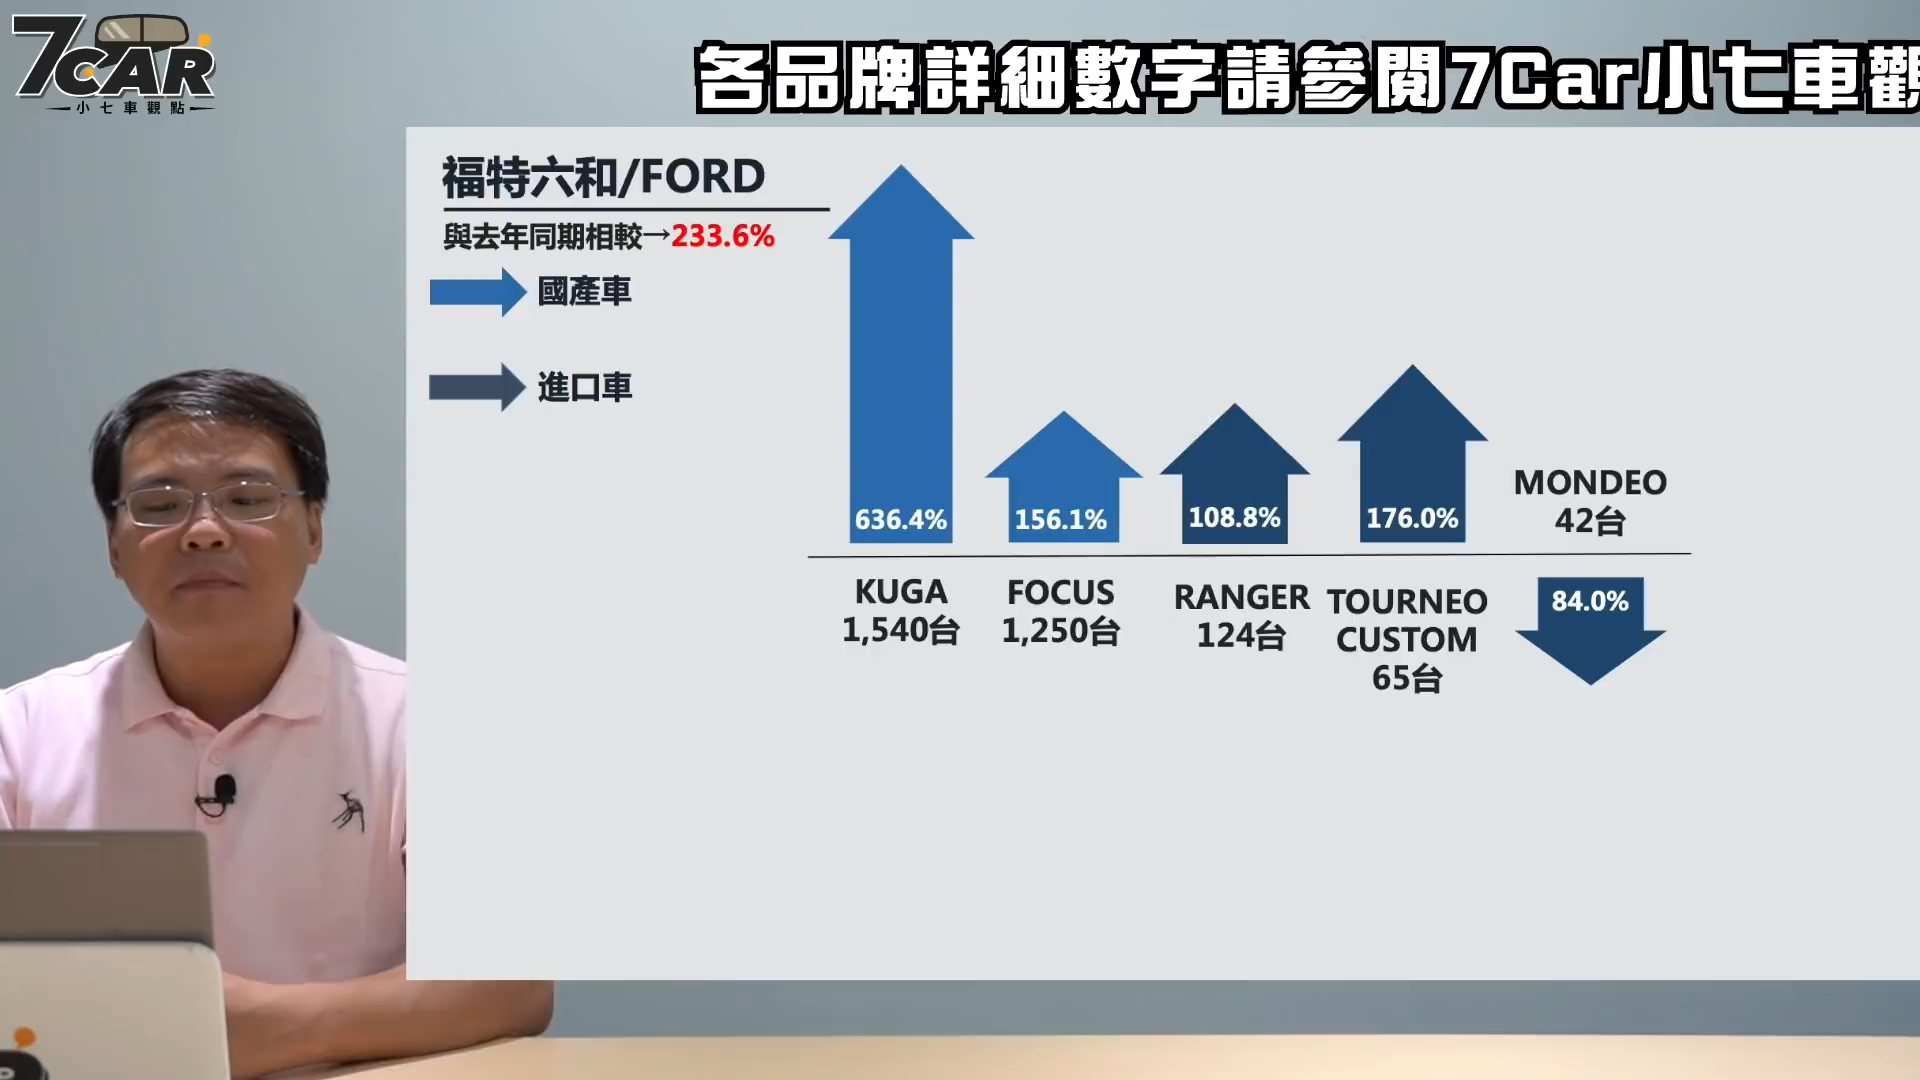 7CAR
小七車觀點
各品牌詳細數字請參閱7Car小七車觀
福特六和/FORD
與去年同期相較→233.6%
國產車
進口車
636.4%
156.1%
108.8%
176.0%
MONDEO
42台
KUGA
1,540台
FOCUS
1,250台
RANGER
124台
TOURNEO
CUSTOM
65台
84.0%